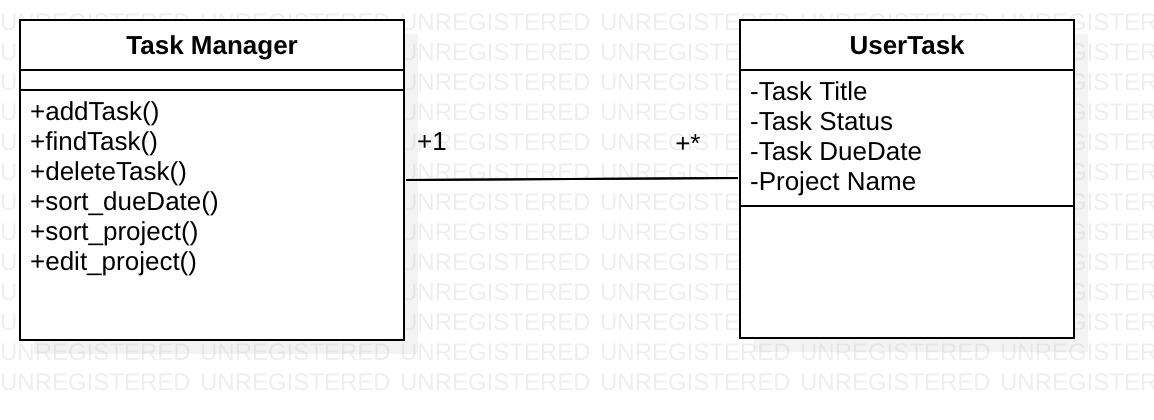 Task Manager
+addTask()
+findTask()
+deleteTask()
+sort_dueDate()
+sort_project()
+edit_project()
+1
+*
UserTask
-Task Title
-Task Status
-Task DueDate
-Project Name
UNREGISTERED UNREGISTERED UNREGISTERED UNREGISTERED UNREGISTERED UNREGISTER